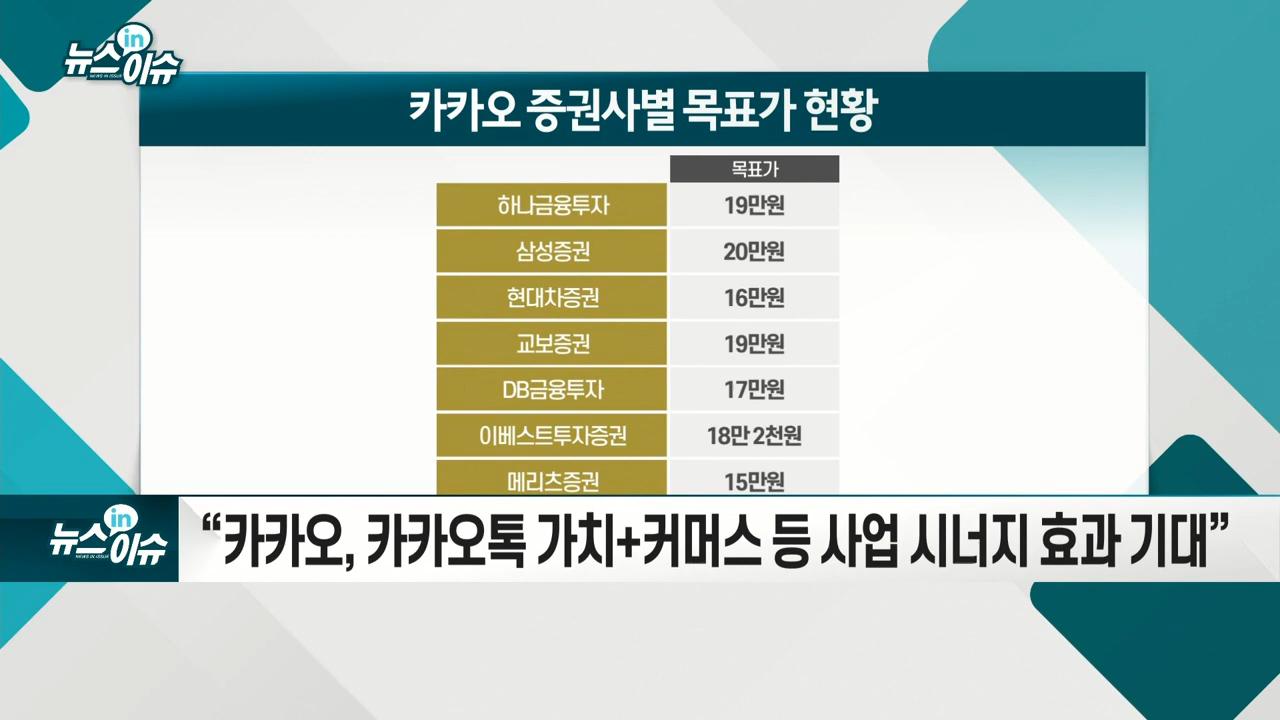 뉴스in이슈
NEWS IN ISSUE
카카오 증권사별 목표가 현황
목표가
하나금융투자 19만원
삼성증권 20만원
현대차증권 16만원
교보증권 19만원
DB금융투자 17만원
이베스트투자증권 18만 2천원
메리츠증권 15만원
뉴스in이슈
NEWS IN ISSUE
“카카오, 카카오톡 가치+커머스 등 사업 시너지 효과 기대”